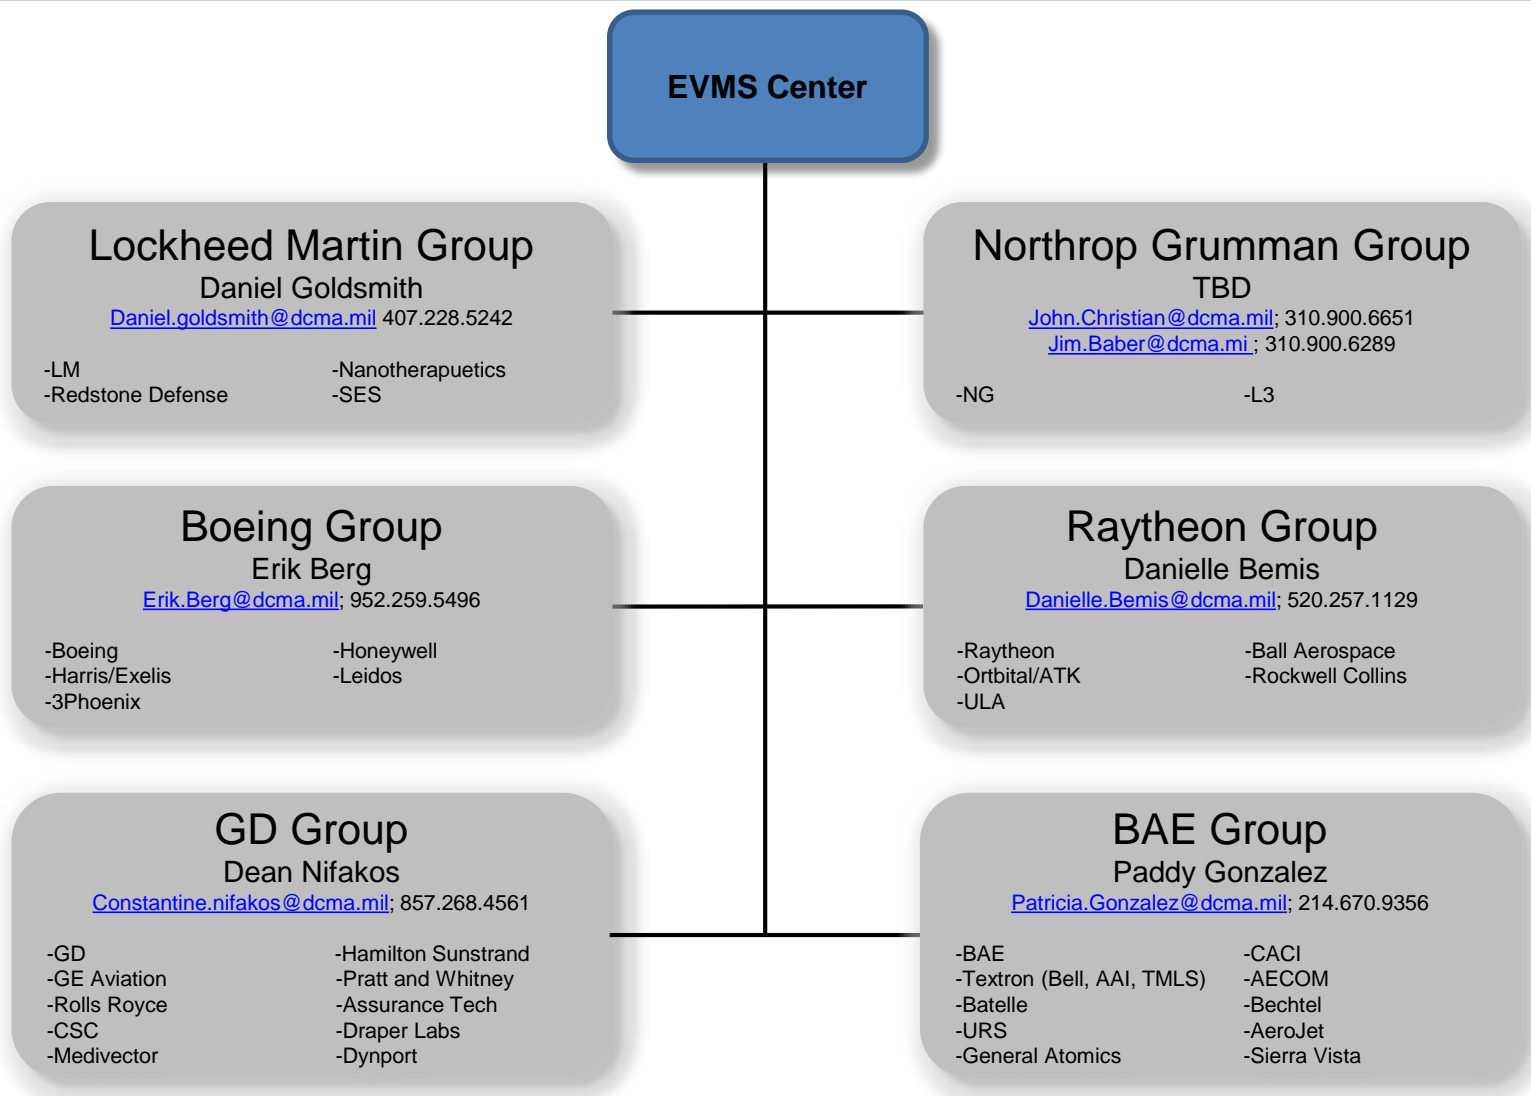 EVMS Center
Lockheed Martin Group
Daniel Goldsmith
Daniel.goldsmith@dcma.mil 407.228.5242
-LM
-Redstone Defense
-Nanotherapuetics
-SES
Northrop Grumman Group
TBD
John.Christian@dcma.mil; 310.900.6651
Jim.Baber@dcma.mi ; 310.900.6289
-NG
-L3
Boeing Group
Erik Berg
Erik.Berg@dcma.mil; 952.259.5496
-Boeing
-Harris/Exelis
-3Phoenix
-Honeywell
-Leidos
Raytheon Group
Danielle Bemis
Danielle.Bemis@dcma.mil; 520.257.1129
-Raytheon
-Ortbital/ATK
-ULA
-Ball Aerospace
-Rockwell Collins
GD Group
Dean Nifakos
Constantine.nifakos@dcma.mil; 857.268.4561
-GD
-GE Aviation
-Rolls Royce
-CSC
-Medivector
-Hamilton Sunstrand
-Pratt and Whitney
-Assurance Tech
-Draper Labs
-Dynport
BAE Group
Paddy Gonzalez
Patricia.Gonzalez@dcma.mil; 214.670.9356
-BAE
-Textron (Bell, AAI, TMLS)
-Batelle
-URS
-General Atomics
-CACI
-AECOM
-Bechtel
-AeroJet
-Sierra Vista